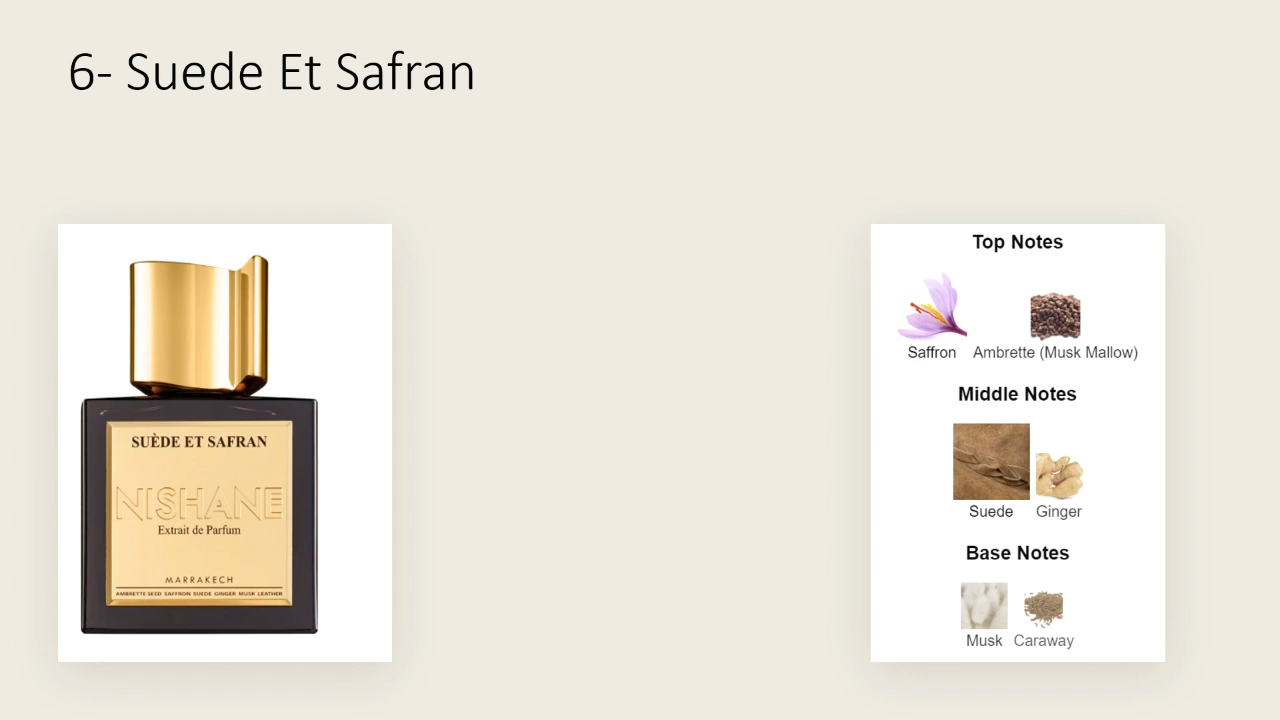 6- Suede Et Safran
SUÈDE ET SAFRAN
NISHANE
Extrait de Parfum
MARRAKECH
AMBRETTE SEED SAFFRON SUEDE GINGER MUSK LEATHER
Top Notes
Saffron Ambrette (Musk Mallow)
Middle Notes
Suede Ginger
Base Notes
Musk Caraway